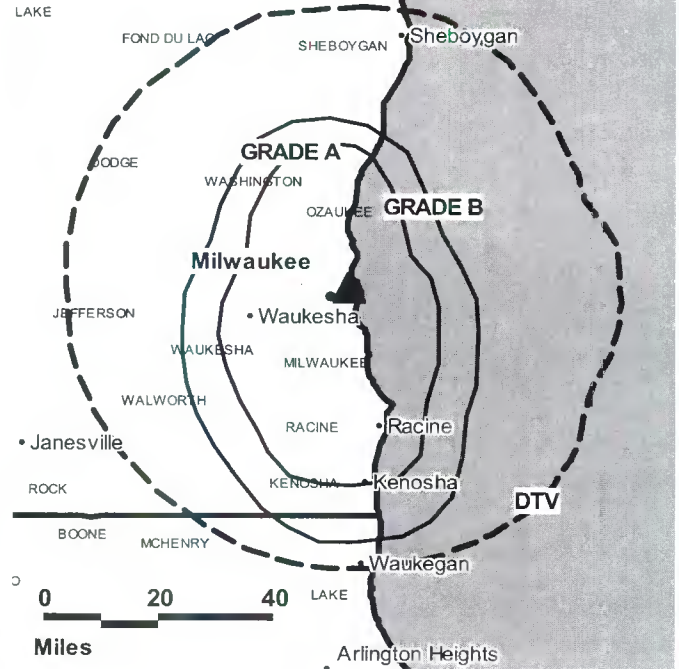 LAKE
FOND DU LAC
SHEBOYGAN
Sheboygan
GRADE A
DODGE
WASHINGTON
OZAUKEE
GRADE B
Milwaukee
JEFFERSON
Waukesha
WAUKESHA
MILWAUKEE
WALWORTH
RACINE
Racine
Janesville
KENOSHA
Kenosha
ROCK
DTV
BOONE
MCHENRY
Waukegan
0 20 40
LAKE
Miles
Arlington Heights